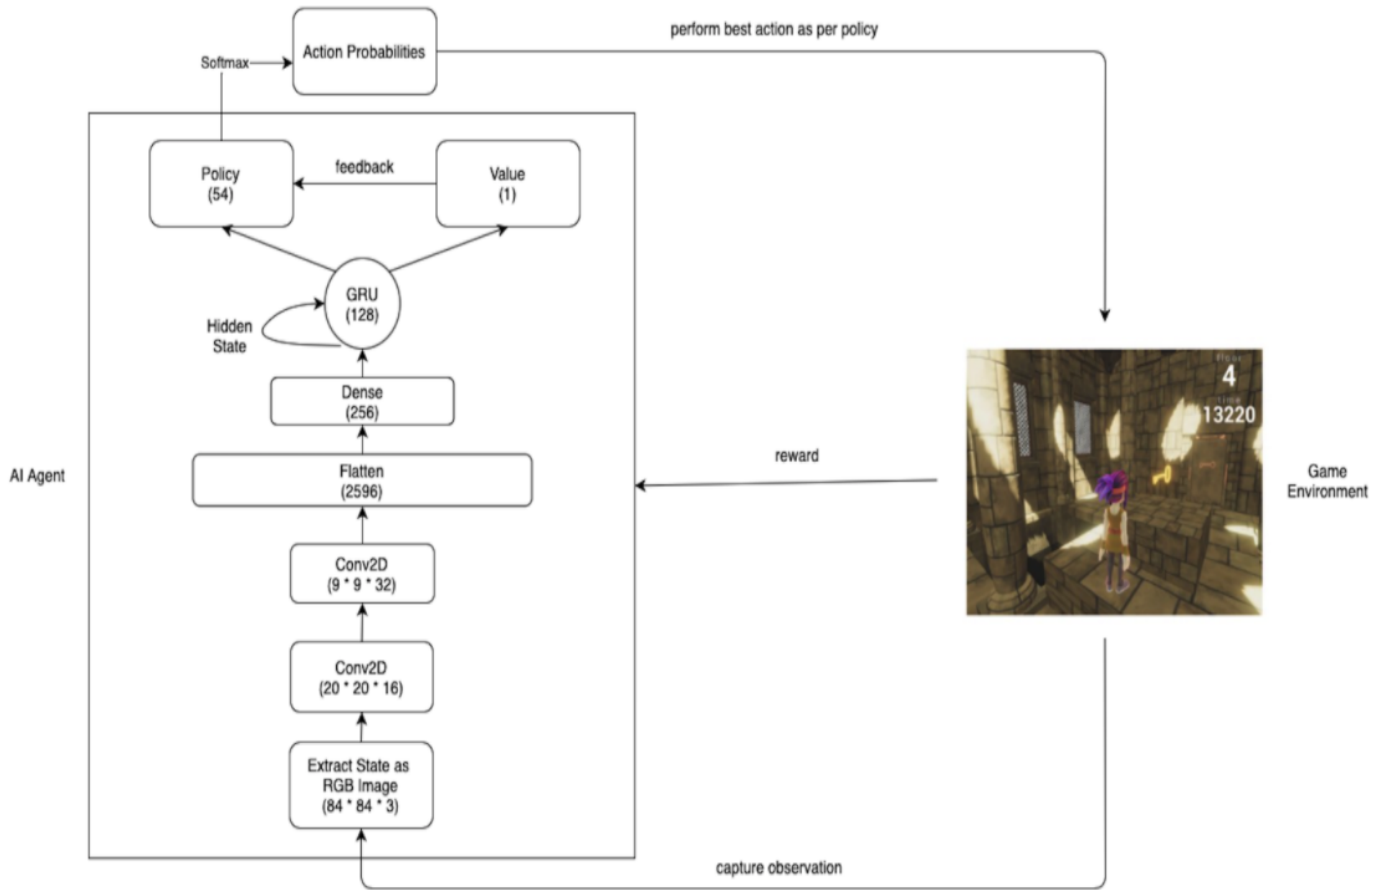 perform best action as per policy
Softmax
Action Probabilities
Policy
(54)
feedback
Value
(1)
GRU
(128)
Hidden
State
Dense
(256)
Flatten
(2596)
Conv2D
(9 * 9 * 32)
Conv2D
(20 * 20 * 16)
Extract State as
RGB Image
(84 * 84 * 3)
AI Agent
reward
floor
4
time
13220
Game
Environment
capture observation